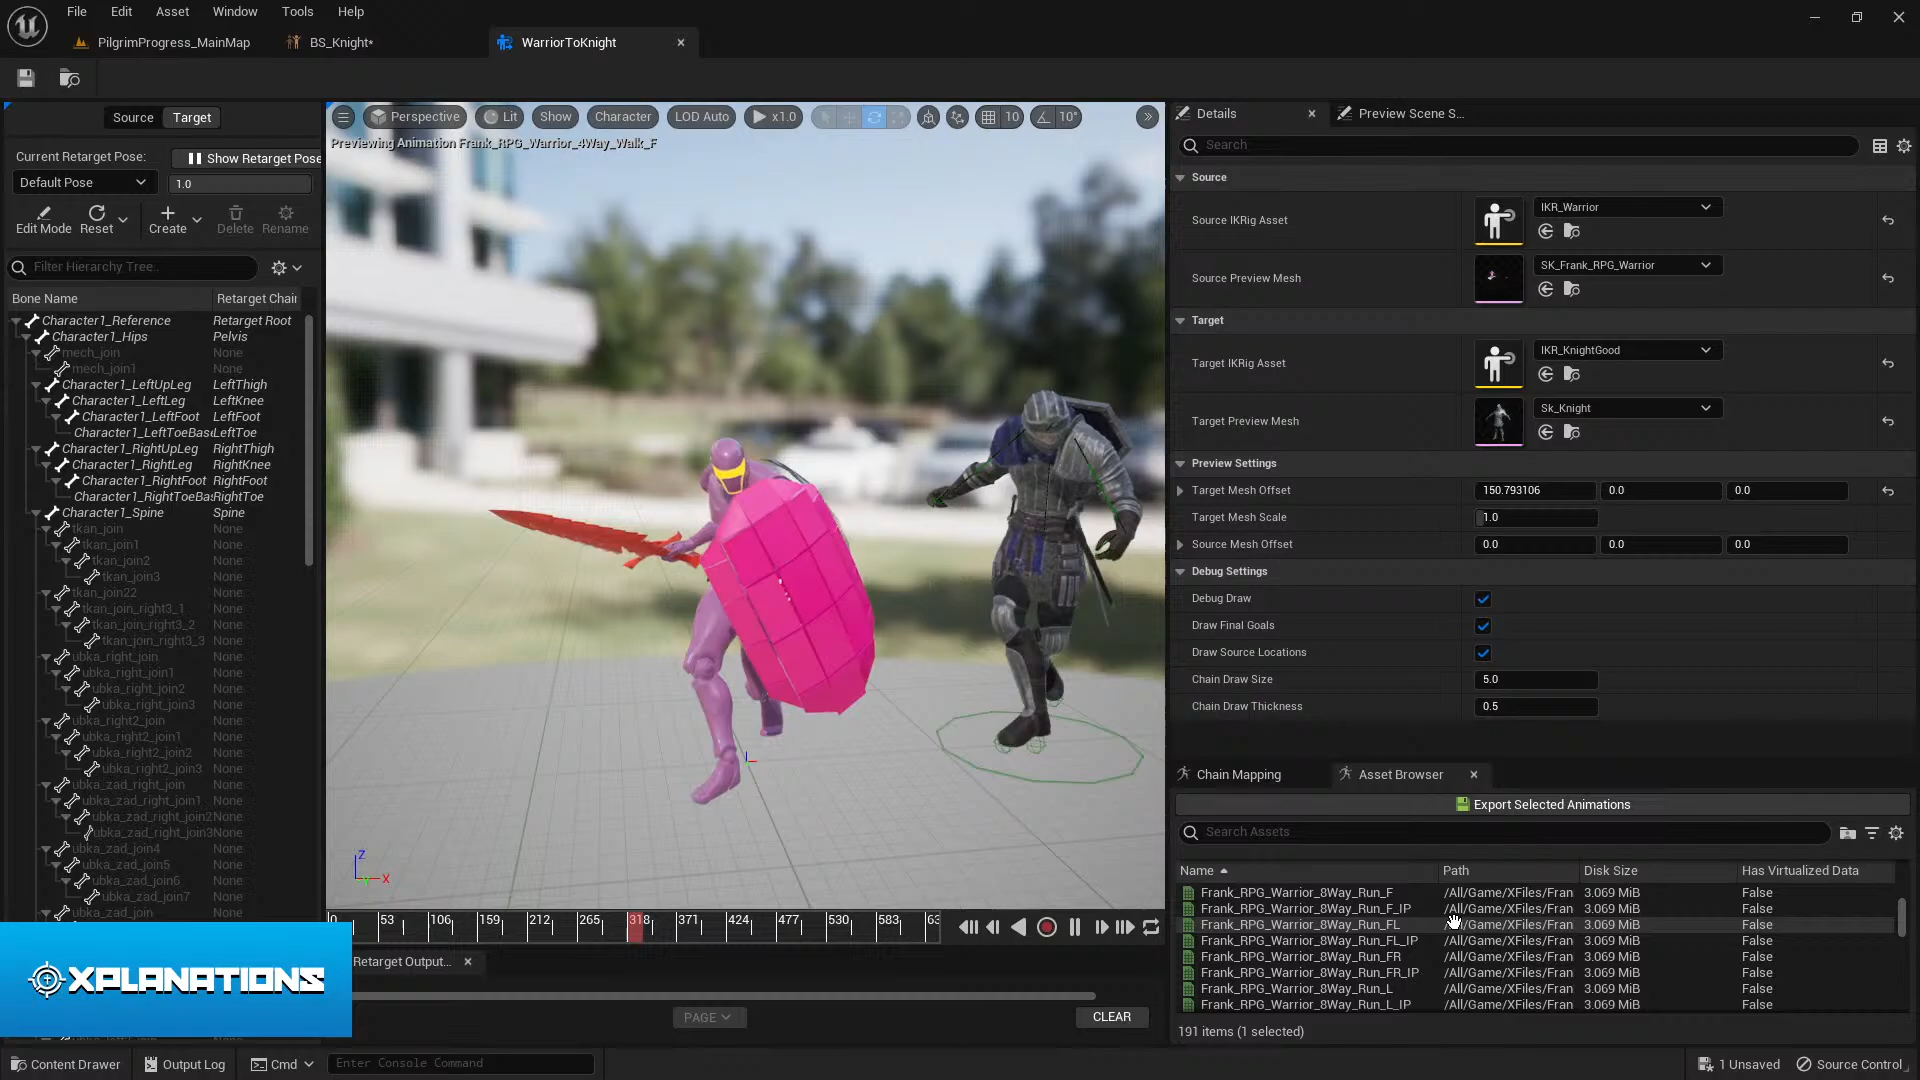 File Edit Asset Window Tools Help
PilgrimProgress_MainMap BS_Knight* WarriorToKnight
Source Target
Current Retarget Pose: Show Retarget Pose
Default Pose 1.0
Edit Mode Reset Create Delete Rename
Filter Hierarchy Tree..
Bone Name Retarget Chair
Character1_Reference Retarget Root
Character1_Hips Pelvis
mech_join None
mech_join1 None
Character1_LeftUpLeg LeftThigh
Character1_LeftLeg LeftKnee
Character1_LeftFoot LeftFoot
Character1_LeftToeBas LeftToe
Character1_RightUpLeg RightThigh
Character1_RightLeg RightKnee
Character1_RightFoot RightFoot
Character1_RightToeBa RightToe
Character1_Spine Spine
tkan_join None
tkan_join1 None
tkan_join2 None
tkan_join3 None
tkan_join22 None
tkan_join_right3_1 None
tkan_join_right3_2 None
tkan_join_right3_3 None
ubka_right_join None
ubka_right_join1 None
ubka_right_join2 None
ubka_right_join3 None
ubka_right2_join None
ubka_right2_join1 None
ubka_right2_join2 None
ubka_right2_join3 None
ubka_zad_right_join None
ubka_zad_right_join1 None
ubka_zad_right_join2 None
ubka_zad_right_join3 None
ubka_zad_join4 None
ubka_zad_join5 None
ubka_zad_join6 None
ubka_zad_join7 None
ubka_zad_join None
XPLANATIONS
Perspective Lit Show Character LOD Auto x1.0 10 10°
Previewing Animation Frank_RPG_Warrior_4Way_Walk_F
Z
X
0 53 106 159 212 265 318 371 424 477 530 583 63
Retarget Output...
PAGE CLEAR
Details Preview Scene S...
Search
Source
Source IKRig Asset IKR_Warrior
Source Preview Mesh SK_Frank_RPG_Warrior
Target
Target IKRig Asset IKR_KnightGood
Target Preview Mesh Sk_Knight
Preview Settings
Target Mesh Offset 150.793106 0.0 0.0
Target Mesh Scale 1.0
Source Mesh Offset 0.0 0.0 0.0
Debug Settings
Debug Draw
Draw Final Goals
Draw Source Locations
Chain Draw Size 5.0
Chain Draw Thickness 0.5
Chain Mapping Asset Browser
Export Selected Animations
Search Assets
Name Path Disk Size Has Virtualized Data
Frank_RPG_Warrior_8Way_Run_F /All/Game/XFiles/Fran 3.069 MiB False
Frank_RPG_Warrior_8Way_Run_F_IP /All/Game/XFiles/Fran 3.069 MiB False
Frank_RPG_Warrior_8Way_Run_FL /All/Game/XFiles/Fran 3.069 MiB False
Frank_RPG_Warrior_8Way_Run_FL_IP /All/Game/XFiles/Fran 3.069 MiB False
Frank_RPG_Warrior_8Way_Run_FR /All/Game/XFiles/Fran 3.069 MiB False
Frank_RPG_Warrior_8Way_Run_FR_IP /All/Game/XFiles/Fran 3.069 MiB False
Frank_RPG_Warrior_8Way_Run_L /All/Game/XFiles/Fran 3.069 MiB False
Frank_RPG_Warrior_8Way_Run_L_IP /All/Game/XFiles/Fran 3.069 MiB False
191 items (1 selected)
Content Drawer Output Log Cmd Enter Console Command 1 Unsaved Source Control